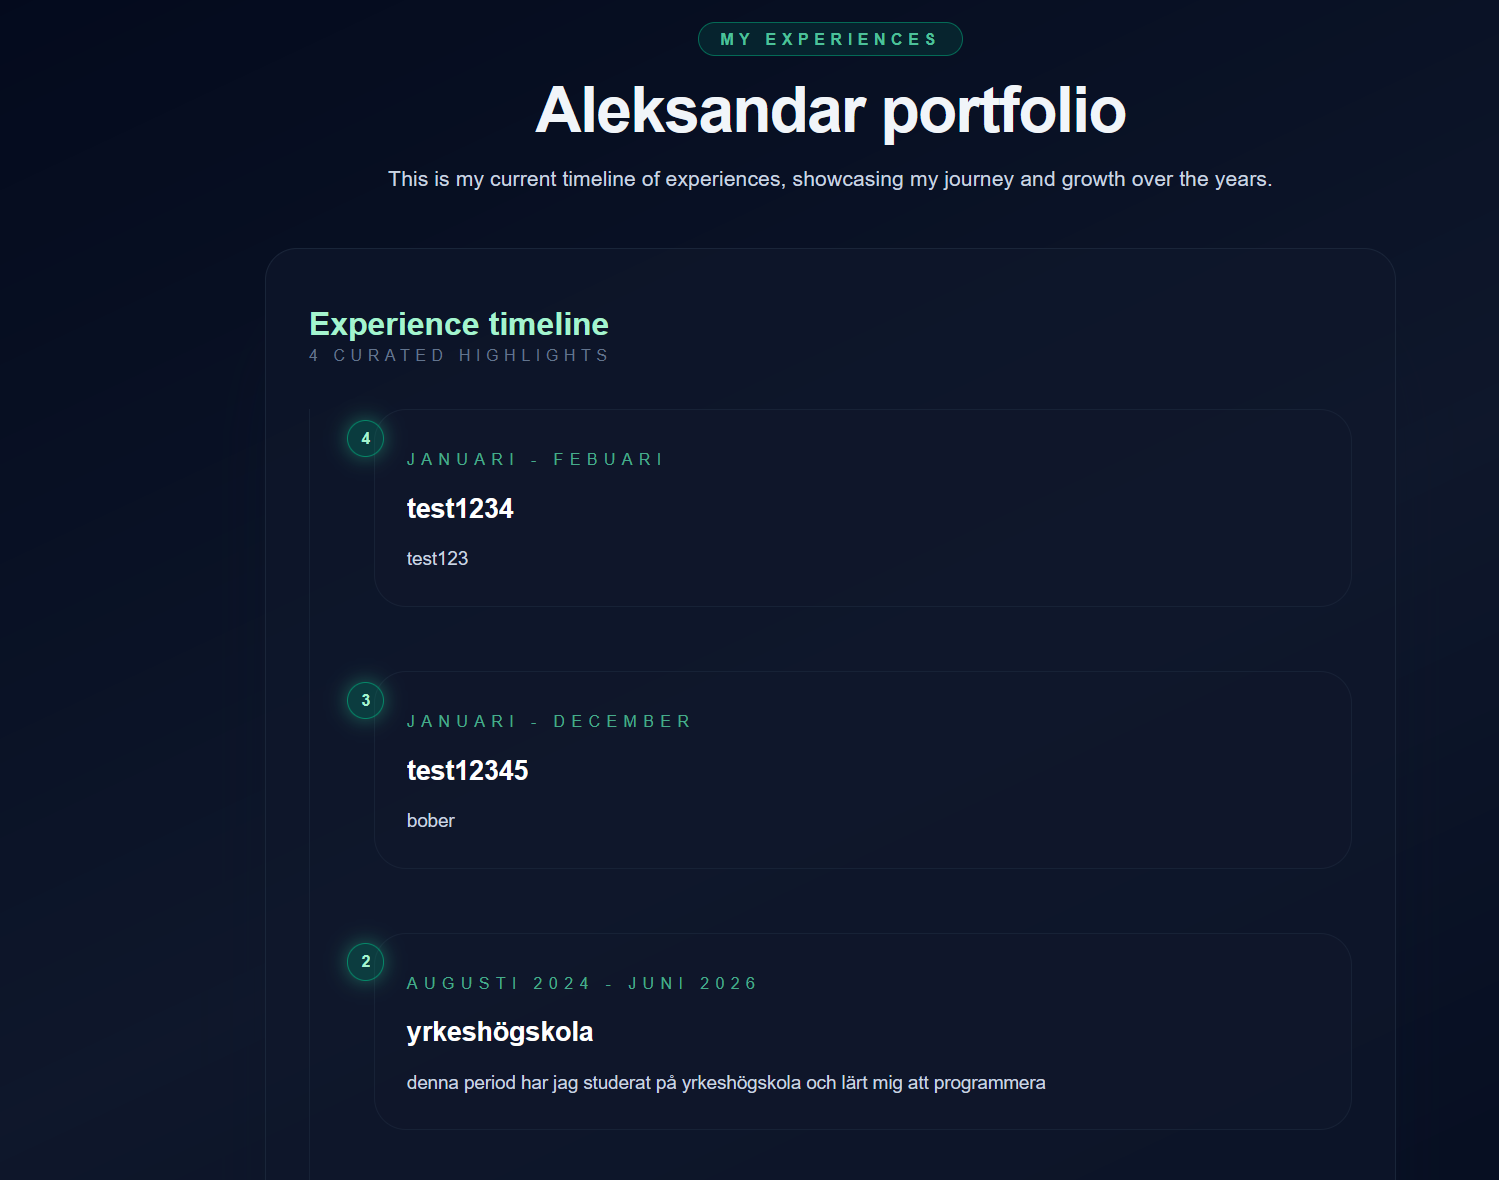 MY EXPERIENCES
Aleksandar portfolio
This is my current timeline of experiences, showcasing my journey and growth over the years.
Experience timeline
4 CURATED HIGHLIGHTS
4
JANUARI - FEBUARI
test1234
test123
3
JANUARI - DECEMBER
test12345
bober
2
AUGUSTI 2024 - JUNI 2026
yrkeshögskola
denna period har jag studerat på yrkeshögskola och lärt mig att programmera